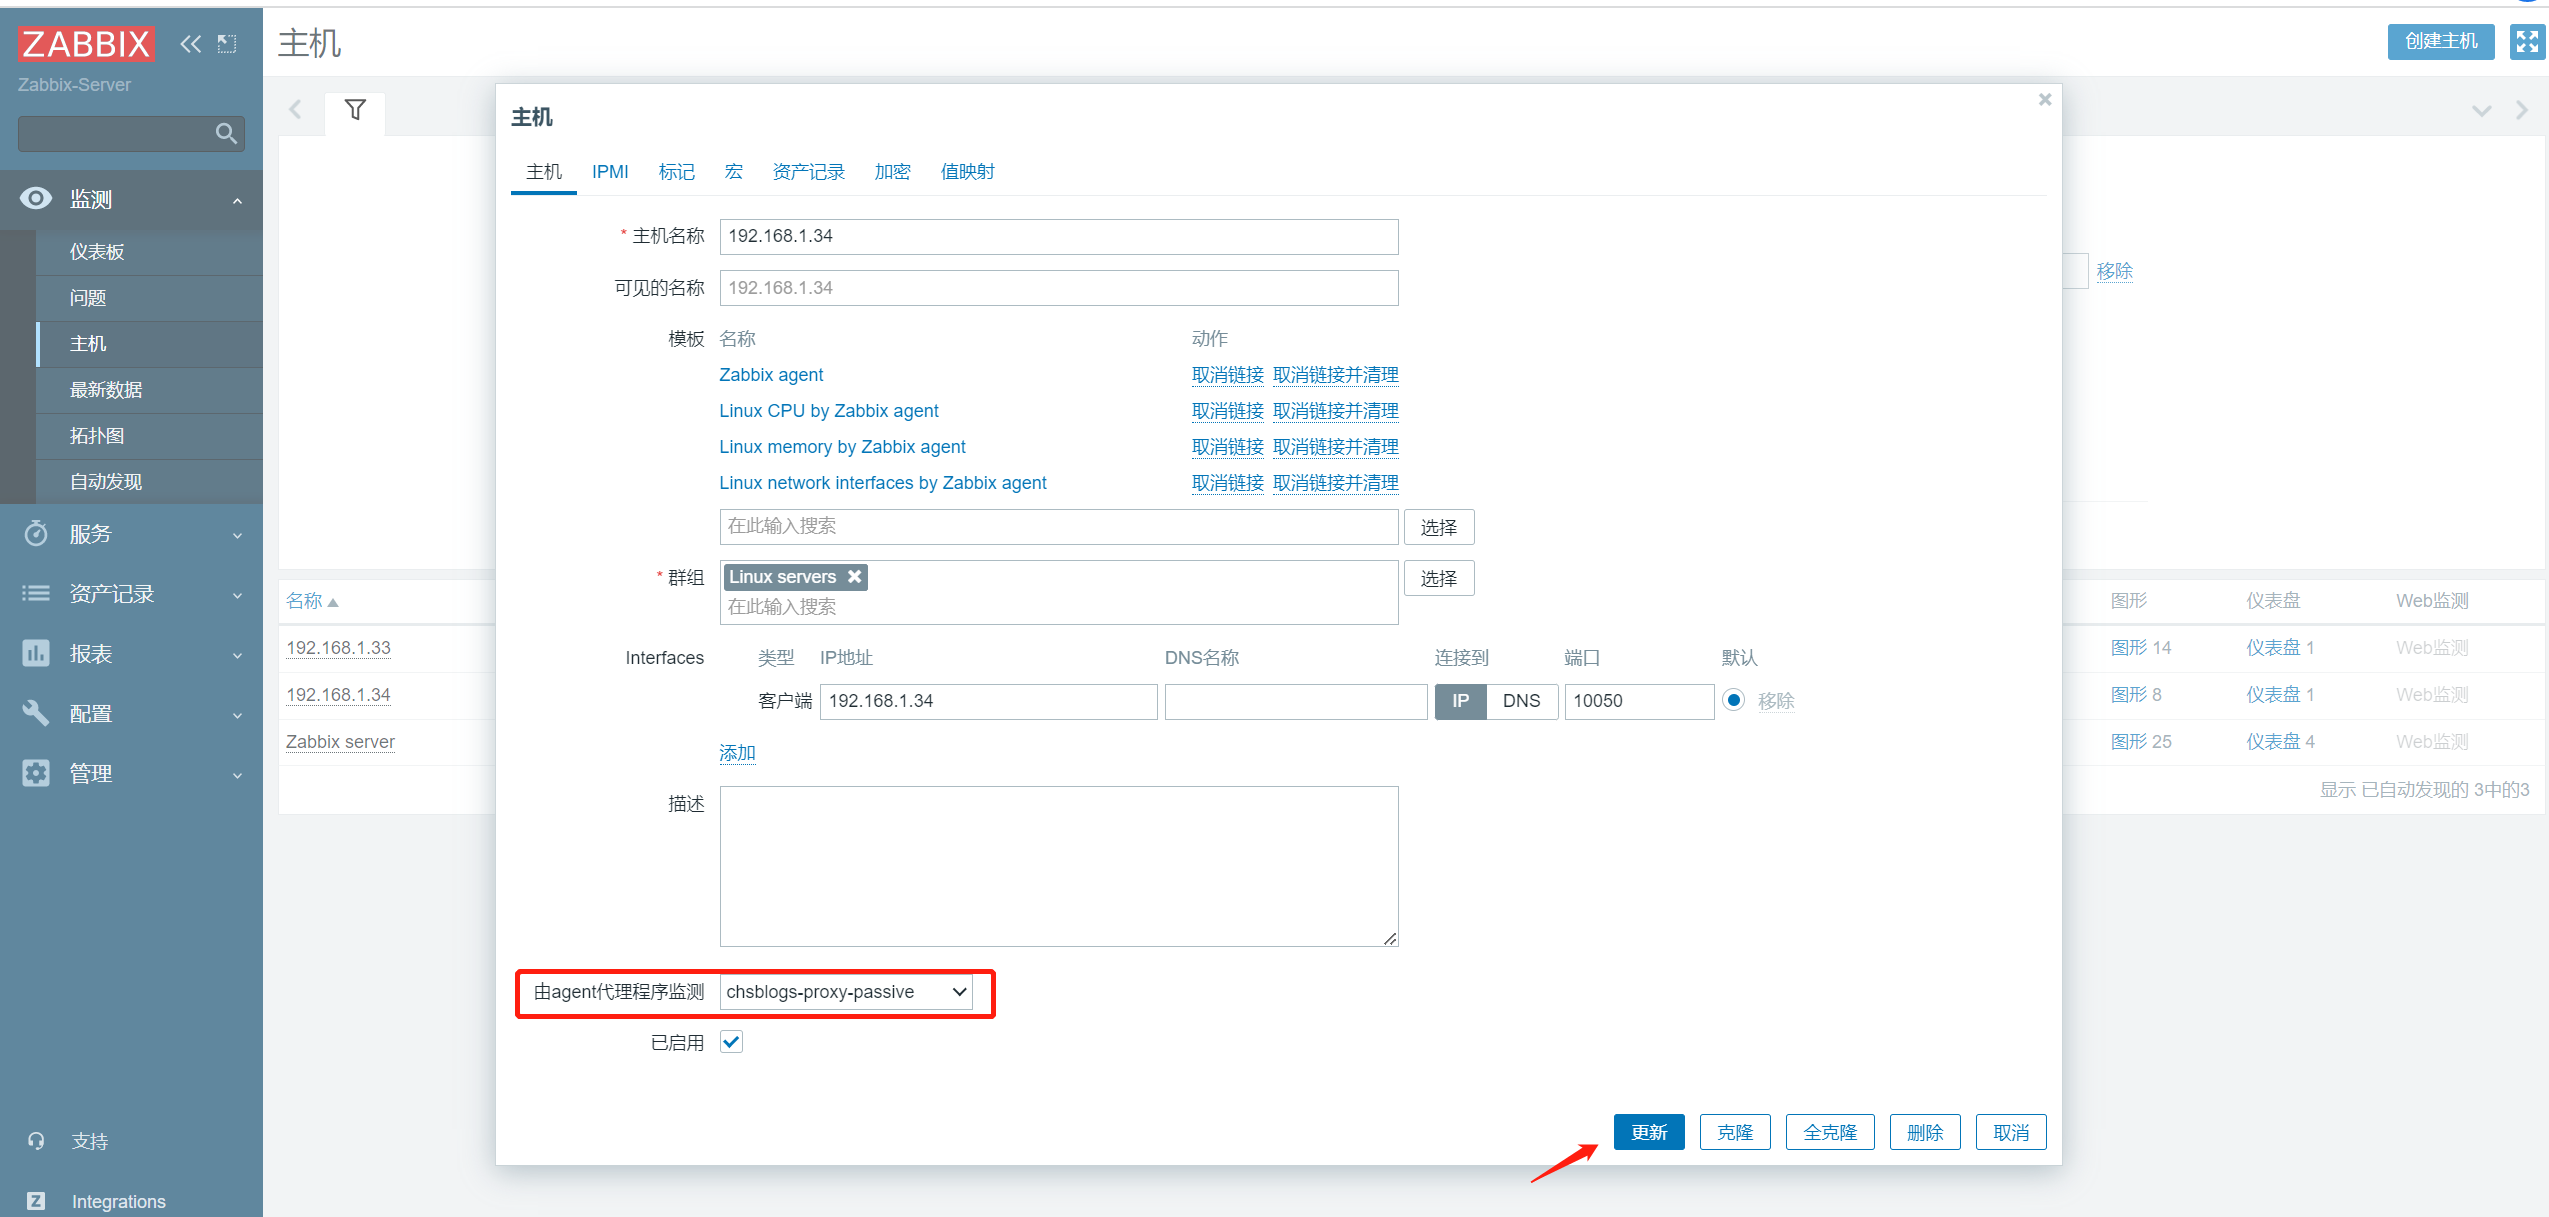 ZABBIX
Zabbix-Server
监测
仪表板
问题
主机
最新数据
拓扑图
自动发现
服务
资产记录
报表
配置
管理
支持
Integrations
主机
创建主机
移除
名称
192.168.1.33
192.168.1.34
Zabbix server
图形 仪表盘 Web监测
图形 14 仪表盘 1 Web监测
图形 8 仪表盘 1 Web监测
图形 25 仪表盘 4 Web监测
显示 已自动发现的 3中的3
主机
主机 IPMI 标记 宏 资产记录 加密 值映射
* 主机名称 192.168.1.34
可见的名称 192.168.1.34
模板 名称 动作
Zabbix agent 取消链接 取消链接并清理
Linux CPU by Zabbix agent 取消链接 取消链接并清理
Linux memory by Zabbix agent 取消链接 取消链接并清理
Linux network interfaces by Zabbix agent 取消链接 取消链接并清理
在此输入搜索 选择
* 群组 Linux servers 选择
在此输入搜索
Interfaces 类型 IP地址 DNS名称 连接到 端口 默认
客户端 192.168.1.34 IP DNS 10050 移除
添加
描述
由agent代理程序监测 chsblogs-proxy-passive
已启用
更新 克隆 全克隆 删除 取消